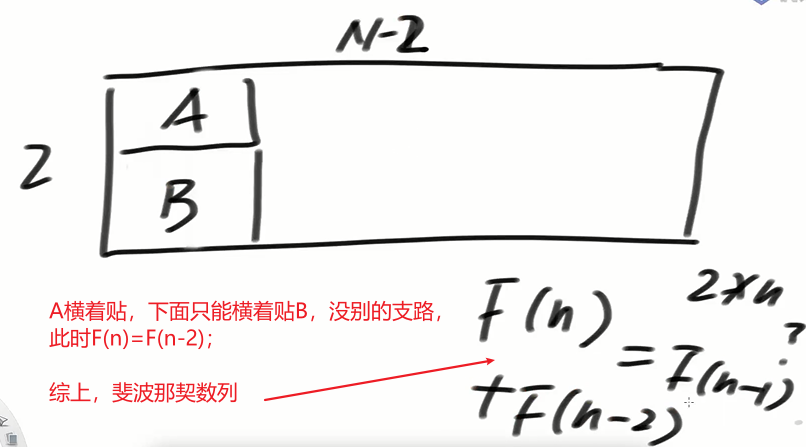 N-2
A
2
B
A横着贴，下面只能横着贴B，没别的支路，
此时F(n)=F(n-2);
综上，斐波那契数列
2×n
F(n)
=F(n-1)
+F(n-2)
?